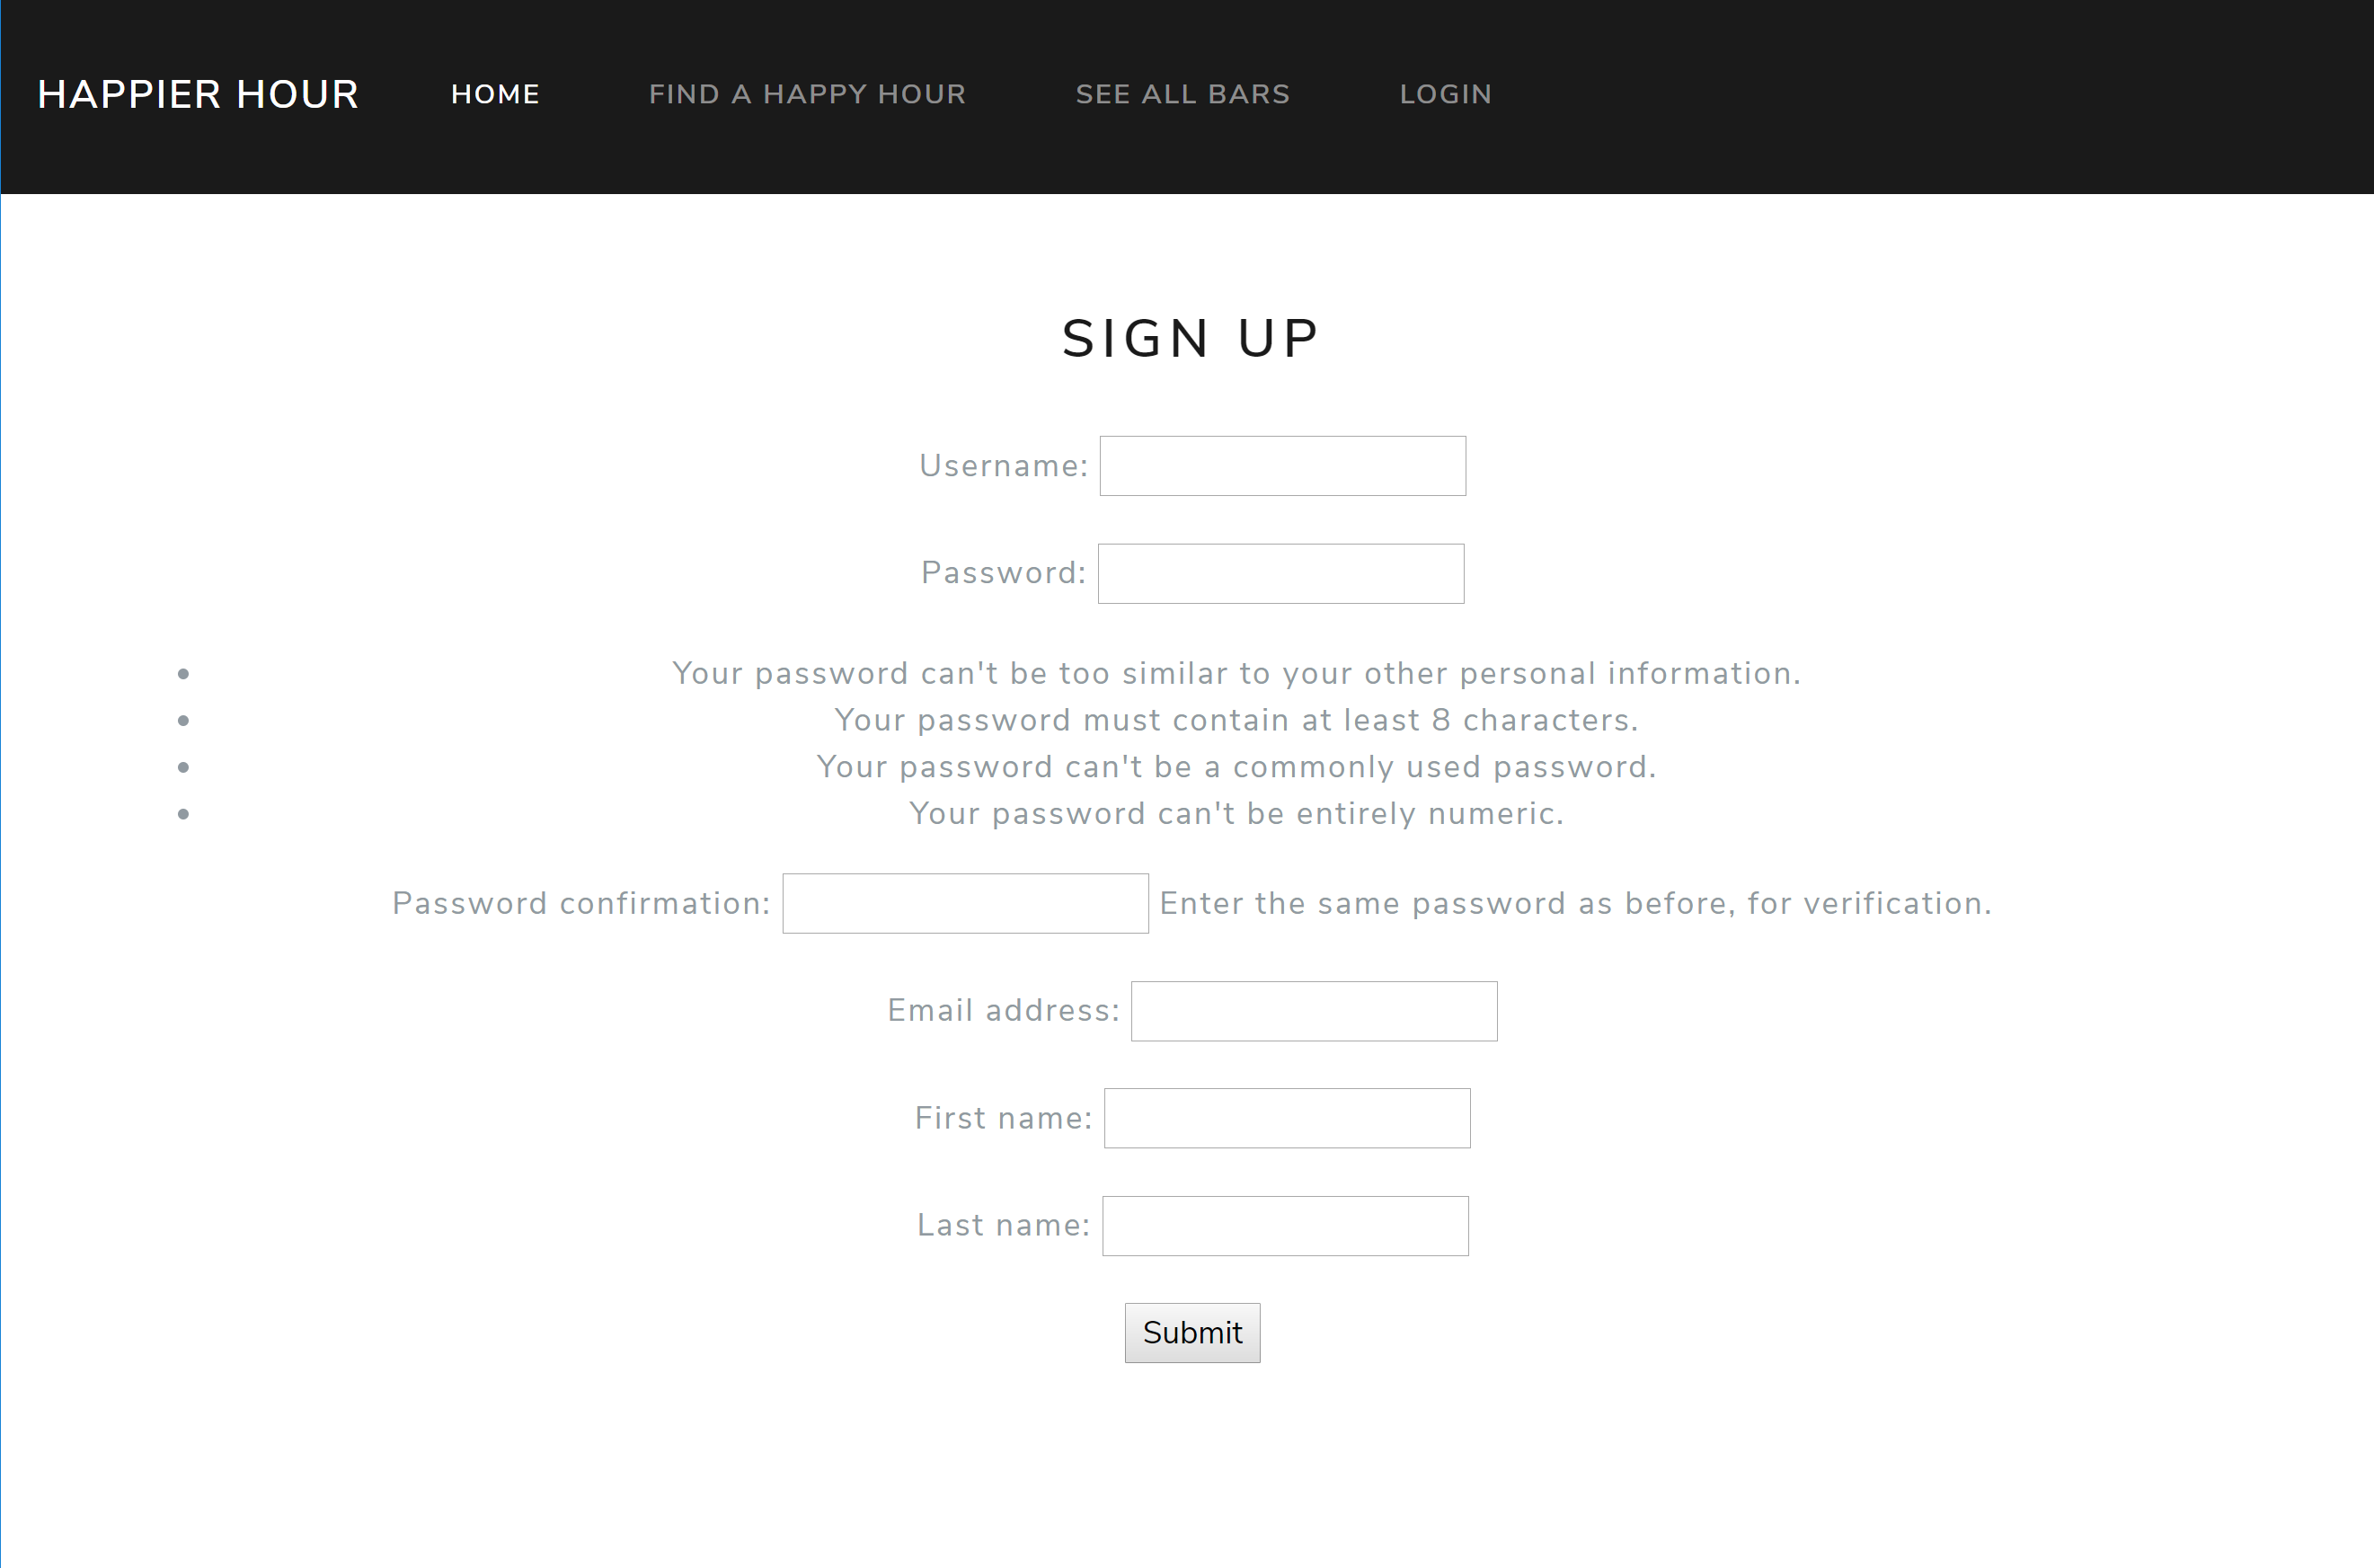 HAPPIER HOUR HOME FIND A HAPPY HOUR SEE ALL BARS LOGIN
SIGN UP
Username:
Password:
Your password can't be too similar to your other personal information.
Your password must contain at least 8 characters.
Your password can't be a commonly used password.
Your password can't be entirely numeric.
Password confirmation: Enter the same password as before, for verification.
Email address:
First name:
Last name:
Submit